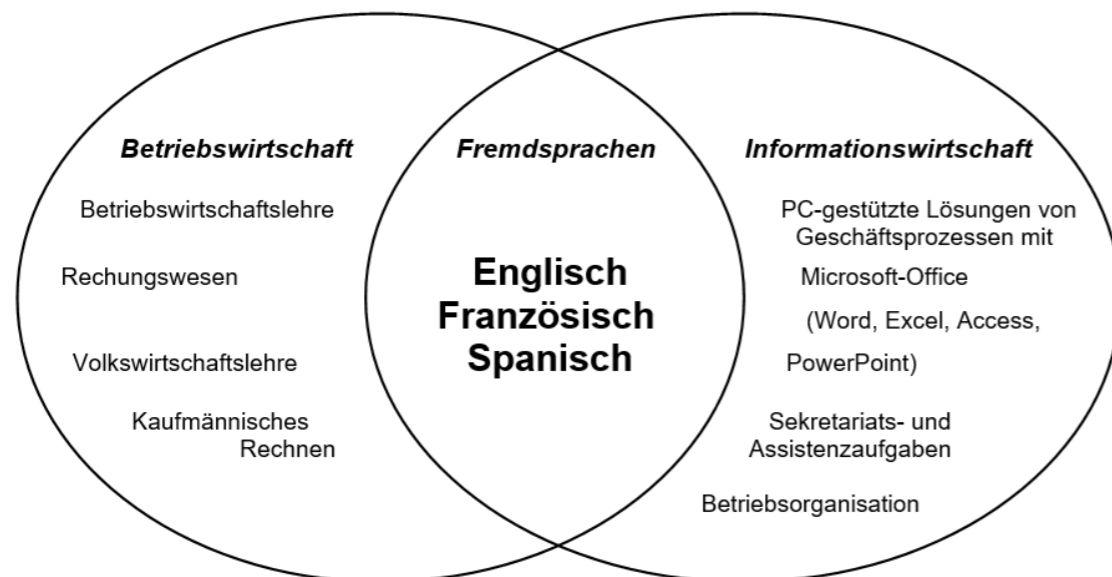 Betriebswirtschaft
Betriebswirtschaftslehre
Rechungswesen
Volkswirtschaftslehre
Kaufmännisches
Rechnen
Fremdsprachen
Englisch
Französisch
Spanisch
Informationswirtschaft
PC-gestützte Lösungen von
Geschäftsprozessen mit
Microsoft-Office
(Word, Excel, Access,
PowerPoint)
Sekretariats- und
Assistenzaufgaben
Betriebsorganisation